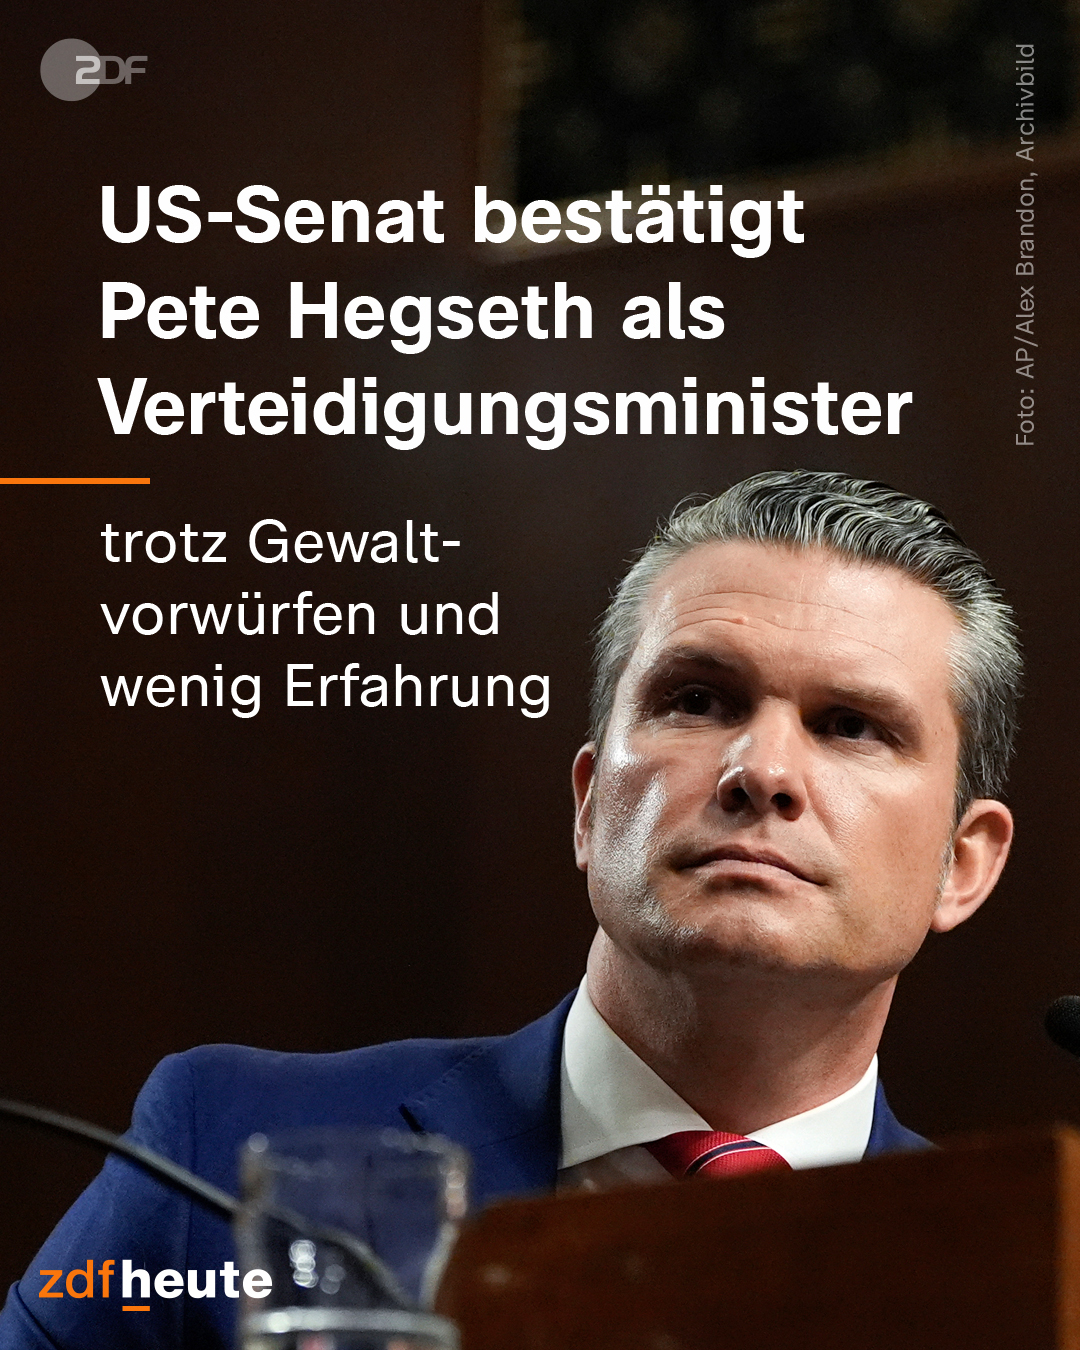 ZDF
Foto: AP/Alex Brandon, Archivbild
US-Senat bestätigt
Pete Hegseth als
Verteidigungsminister
trotz Gewalt-
vorwürfen und
wenig Erfahrung
zdfheute